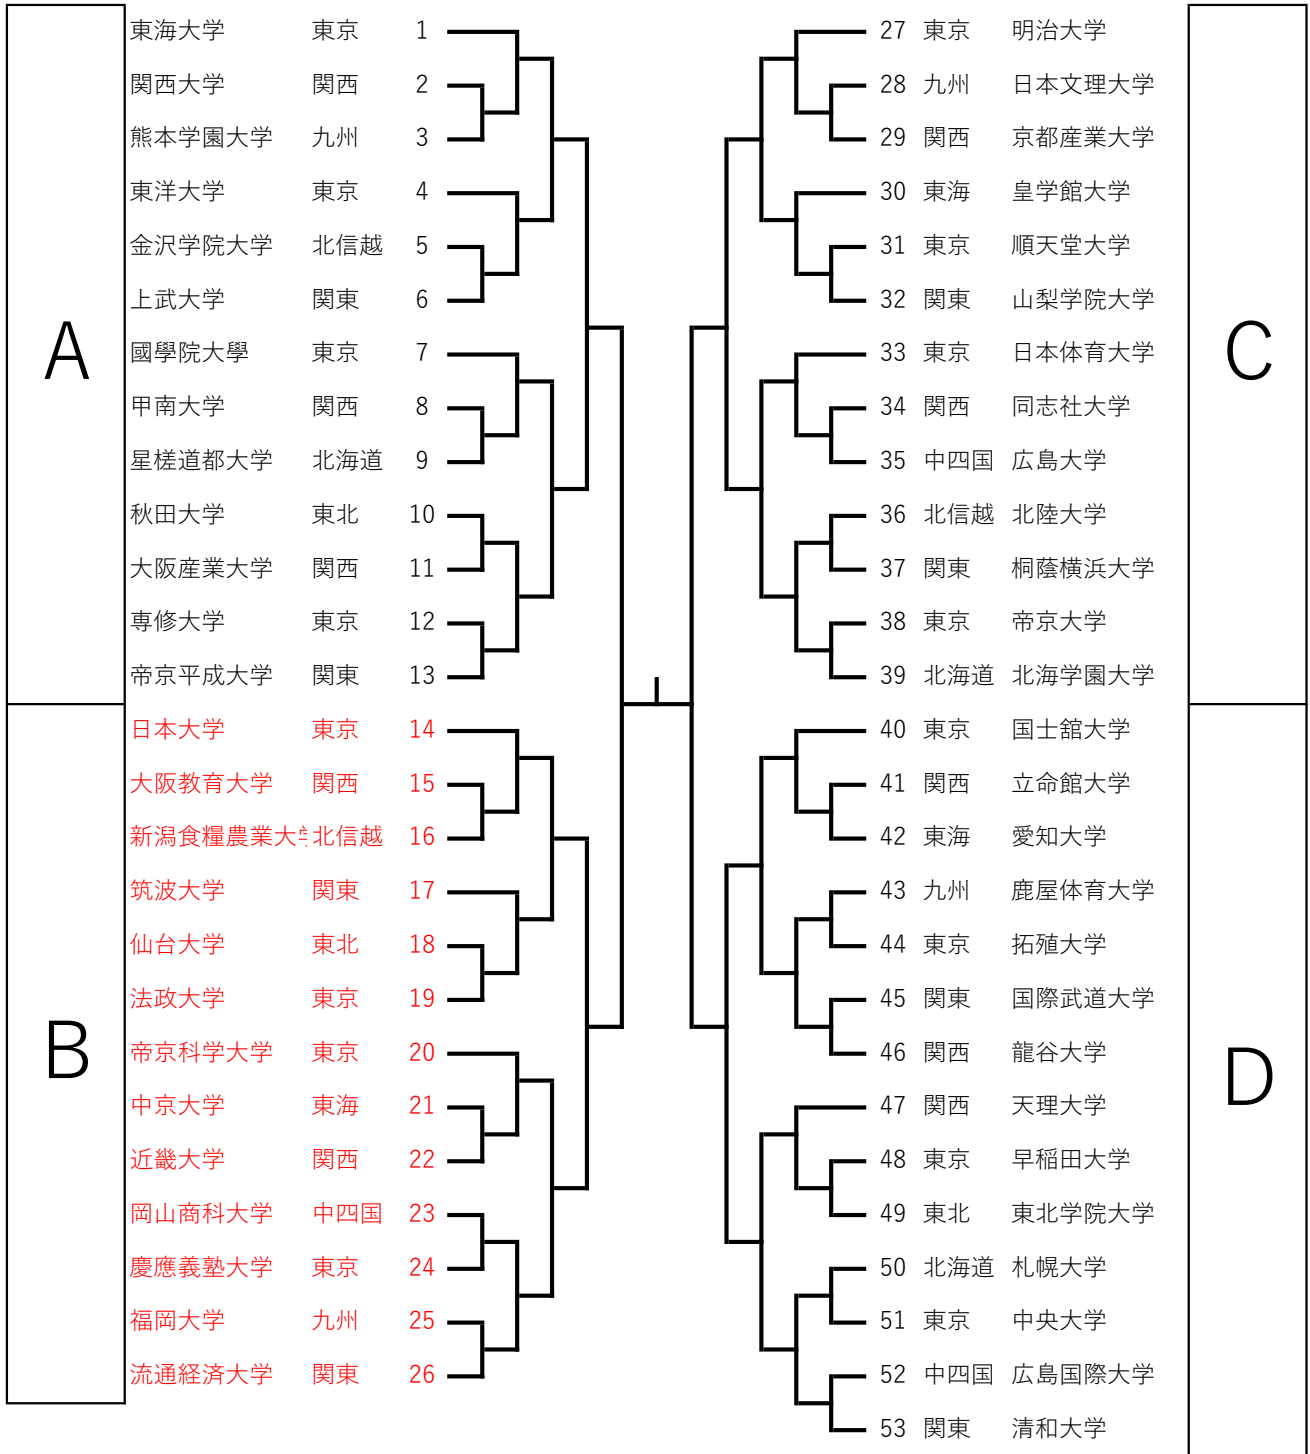 A
東海大学 東京 1
関西大学 関西 2
熊本学園大学 九州 3
東洋大学 東京 4
金沢学院大学 北信越 5
上武大学 関東 6
國學院大學 東京 7
甲南大学 関西 8
星槎道都大学 北海道 9
秋田大学 東北 10
大阪産業大学 関西 11
専修大学 東京 12
帝京平成大学 関東 13
B
日本大学 東京 14
大阪教育大学 関西 15
新潟食糧農業大学 北信越 16
筑波大学 関東 17
仙台大学 東北 18
法政大学 東京 19
帝京科学大学 東京 20
中京大学 東海 21
近畿大学 関西 22
岡山商科大学 中四国 23
慶應義塾大学 東京 24
福岡大学 九州 25
流通経済大学 関東 26
C
27 東京 明治大学
28 九州 日本文理大学
29 関西 京都産業大学
30 東海 皇学館大学
31 東京 順天堂大学
32 関東 山梨学院大学
33 東京 日本体育大学
34 関西 同志社大学
35 中四国 広島大学
36 北信越 北陸大学
37 関東 桐蔭横浜大学
38 東京 帝京大学
39 北海道 北海学園大学
D
40 東京 国士舘大学
41 関西 立命館大学
42 東海 愛知大学
43 九州 鹿屋体育大学
44 東京 拓殖大学
45 関東 国際武道大学
46 関西 龍谷大学
47 関西 天理大学
48 東京 早稲田大学
49 東北 東北学院大学
50 北海道 札幌大学
51 東京 中央大学
52 中四国 広島国際大学
53 関東 清和大学